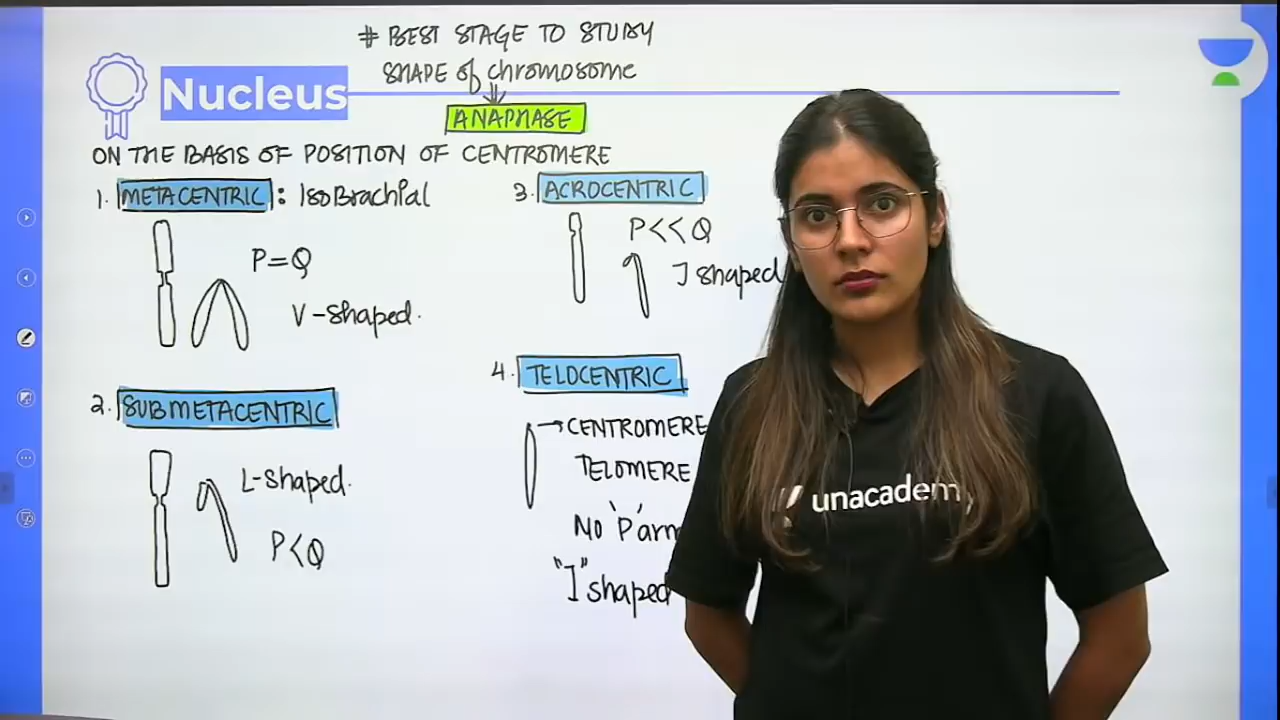 # BEST STAGE TO STUDY
SHAPE of chromosome
Nucleus
ANAPHASE
ON THE BASIS OF POSITION OF CENTROMERE
1. METACENTRIC : IsoBrachial
P=Q
V-shaped.
2. SUBMETACENTRIC
L-shaped.
P<Q
3. ACROCENTRIC
P<<Q
J shaped
4. TELOCENTRIC
→CENTROMERE
TELOMERE
No 'P' arm
"I" shaped
unacademy